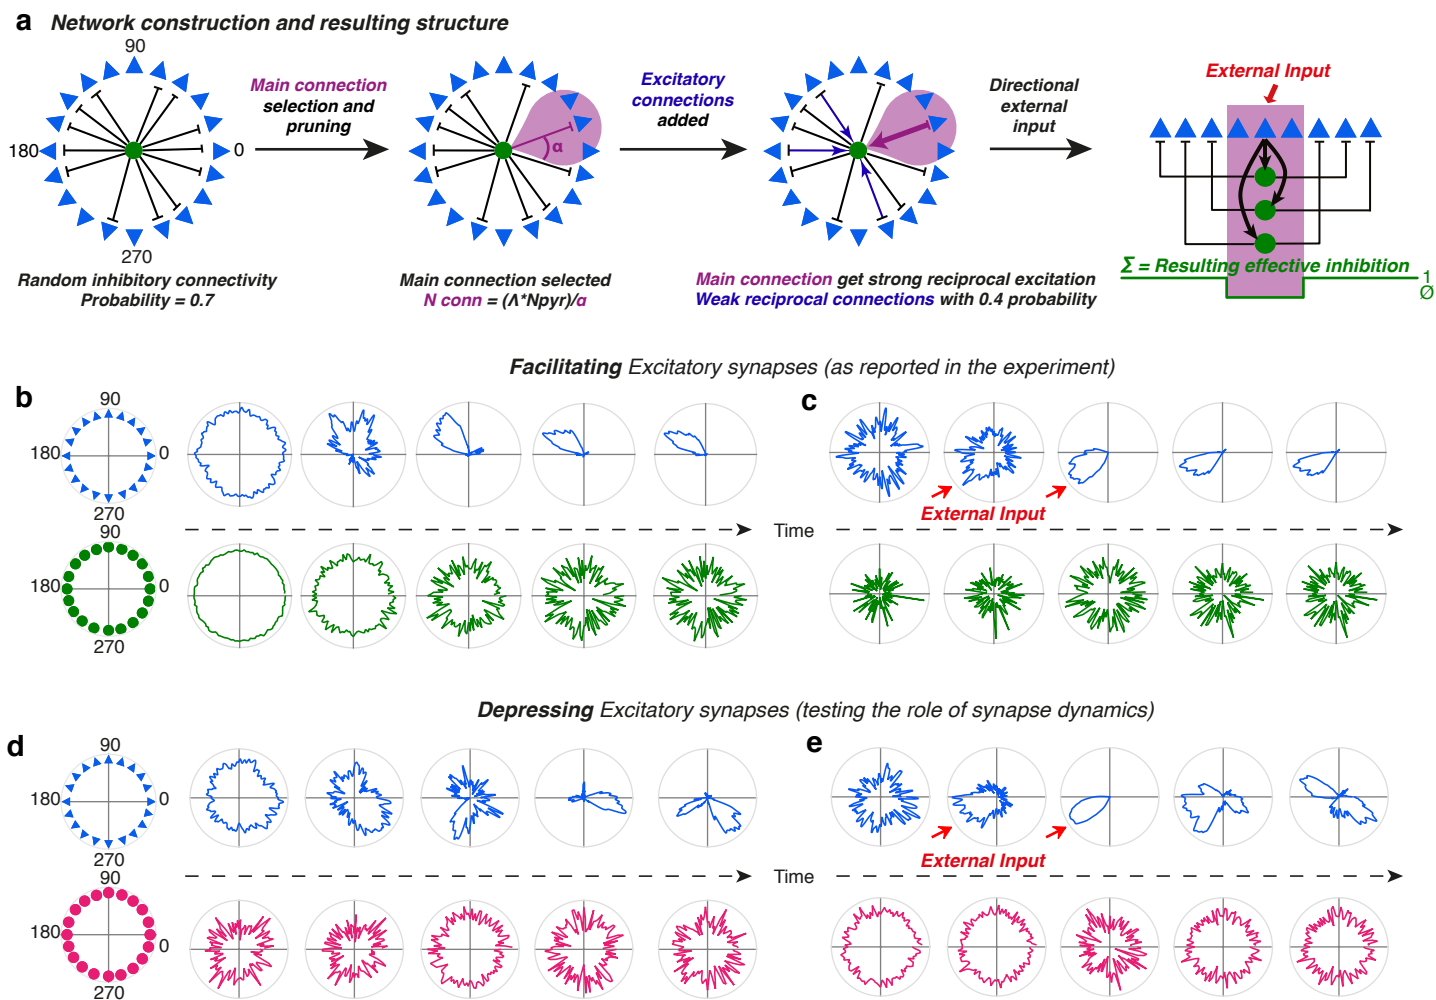 a Network construction and resulting structure
90
180
0
270
Main connection
selection and
pruning
α
Excitatory
connections
added
Directional
external
input
External Input
Random inhibitory connectivity
Probability = 0.7
Main connection selected
N conn = (Λ*Npyr)/α
Main connection get strong reciprocal excitation
Weak reciprocal connections with 0.4 probability
Σ = Resulting effective inhibition
1
Ø
Facilitating Excitatory synapses (as reported in the experiment)
b
90
180
0
270
90
180
0
270
c
External Input
Time
Depressing Excitatory synapses (testing the role of synapse dynamics)
d
90
180
0
270
90
180
0
270
e
External Input
Time